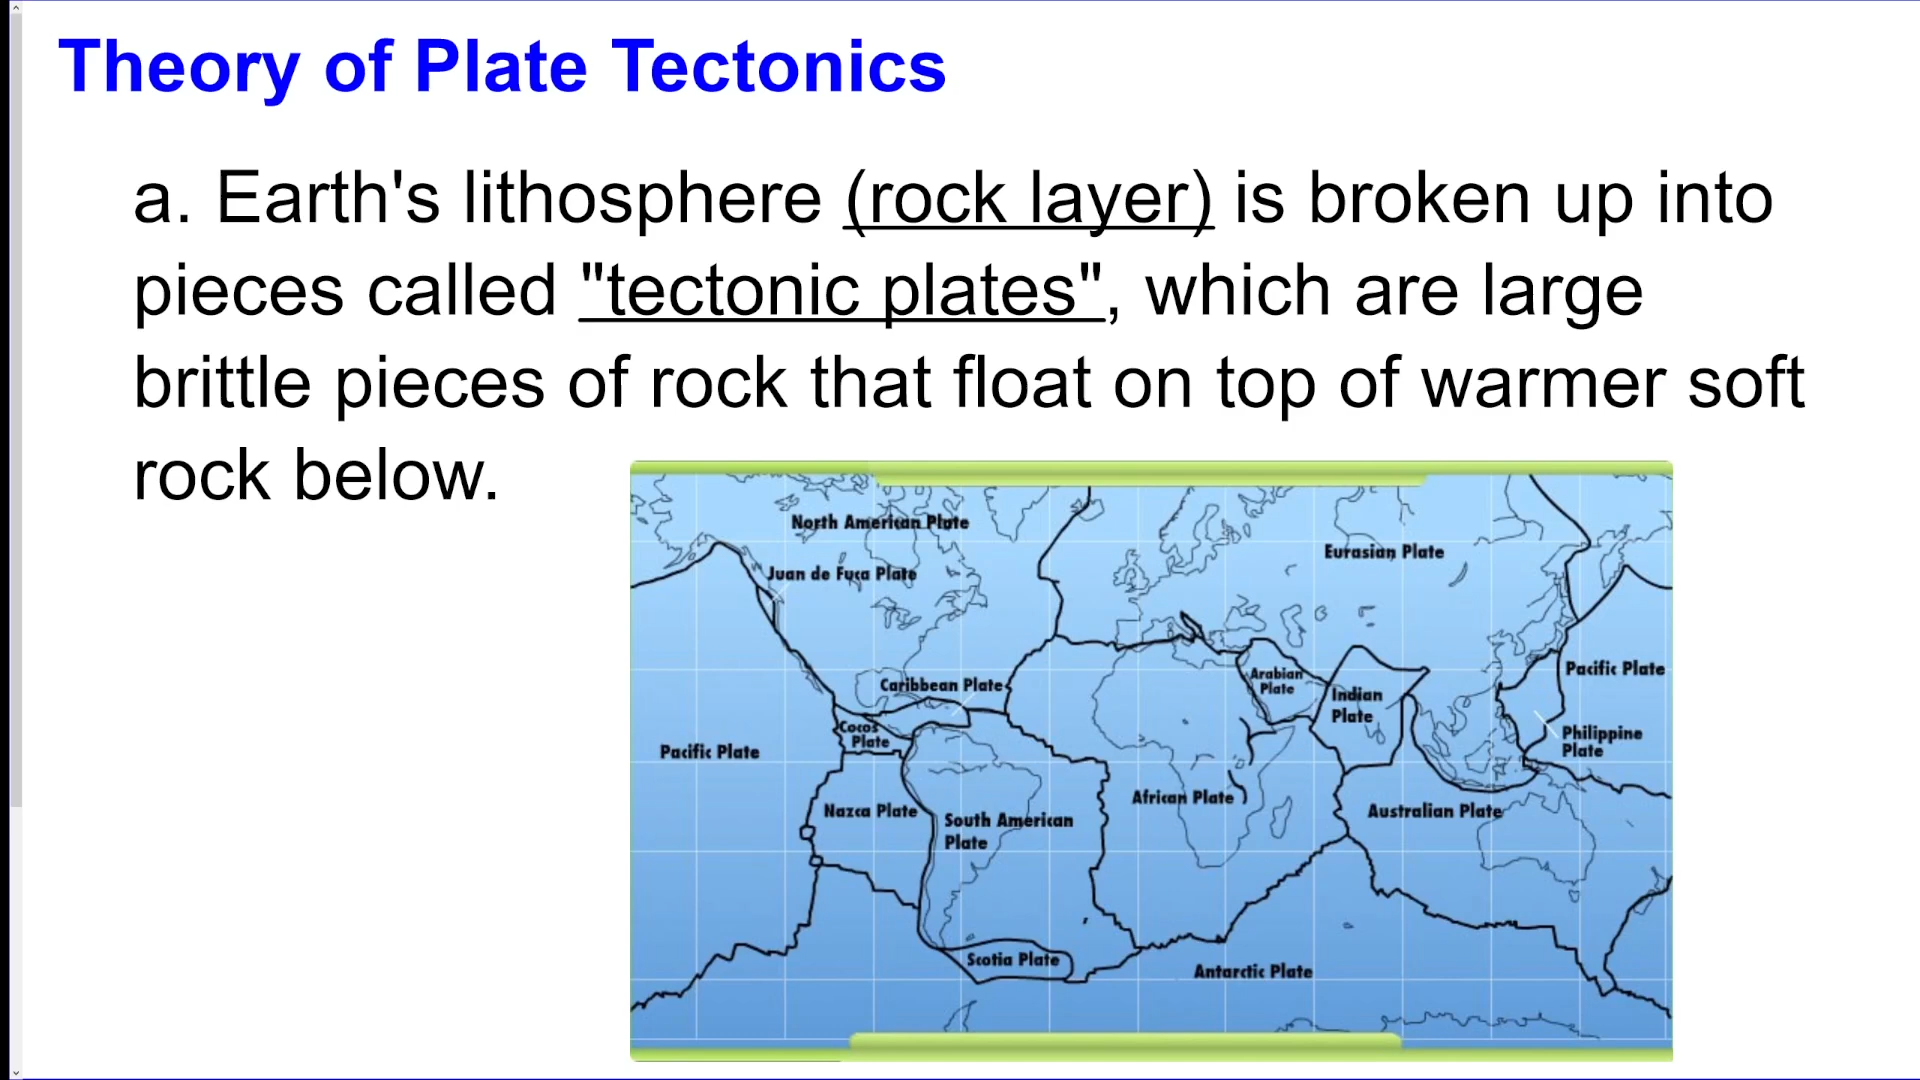 Theory of Plate Tectonics
a. Earth's lithosphere (rock layer) is broken up into
pieces called "tectonic plates", which are large
brittle pieces of rock that float on top of warmer soft
rock below.
North American Plate
Eurasian Plate
Juan de Fuca Plate
Pacific Plate
Caribbean Plate
Arabian
Plate
Indian
Plate
Cocos
Plate
Philippine
Plate
Pacific Plate
African Plate
Nazca Plate
South American
Plate
Australian Plate
Scotia Plate
Antarctic Plate